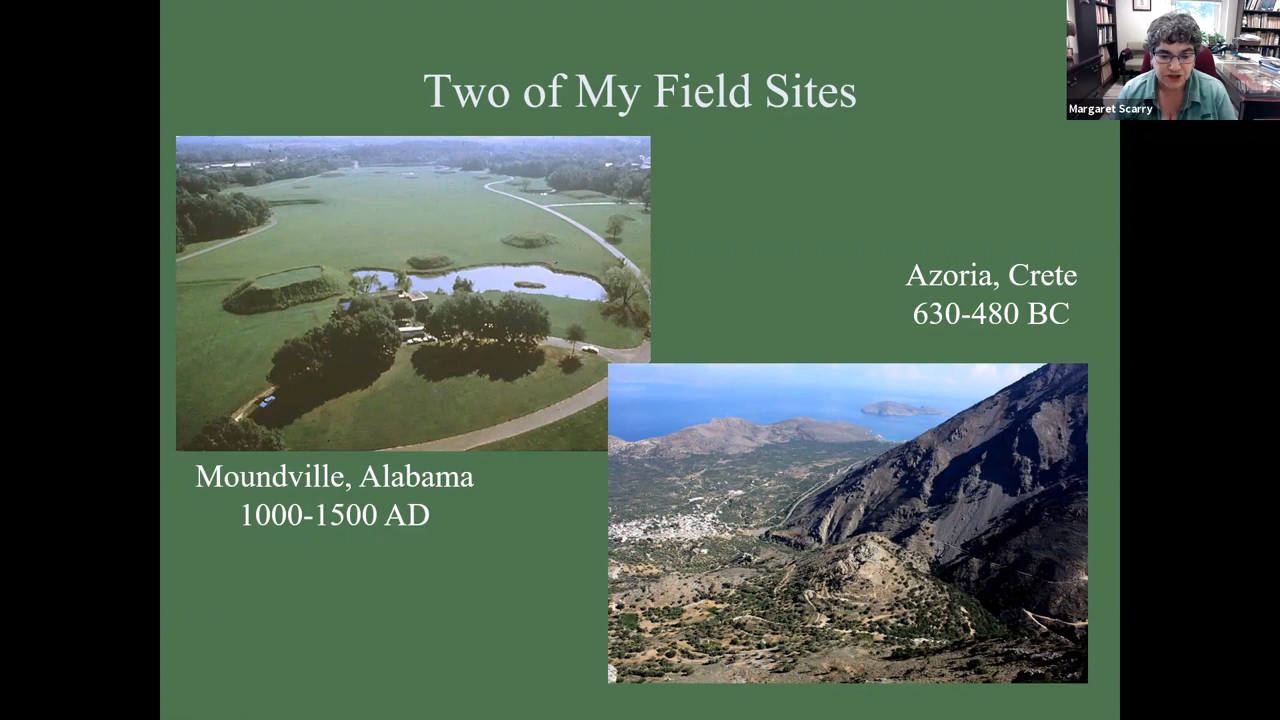 Two of My Field Sites
Margaret Scarry
Azoria, Crete
630-480 BC
Moundville, Alabama
1000-1500 AD